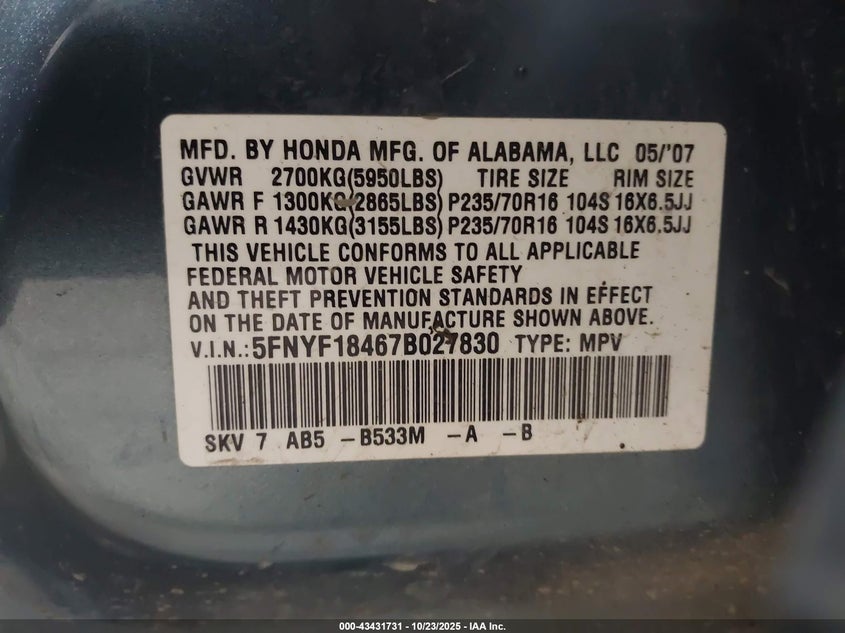 MFD. BY HONDA MFG. OF ALABAMA, LLC 05/'07
GVWR 2700KG(5950LBS) TIRE SIZE RIM SIZE
GAWR F 1300KG(2865LBS) P235/70R16 104S 16X6.5JJ
GAWR R 1430KG(3155LBS) P235/70R16 104S 16X6.5JJ
THIS VEHICLE CONFORMS TO ALL APPLICABLE
FEDERAL MOTOR VEHICLE SAFETY
AND THEFT PREVENTION STANDARDS IN EFFECT
ON THE DATE OF MANUFACTURE SHOWN ABOVE.
V.I.N.: 5FNYF18467B027830 TYPE: MPV
SKV 7 AB5 -B533M -A -B
000-43431731 - 10/23/2025 - IAA Inc.